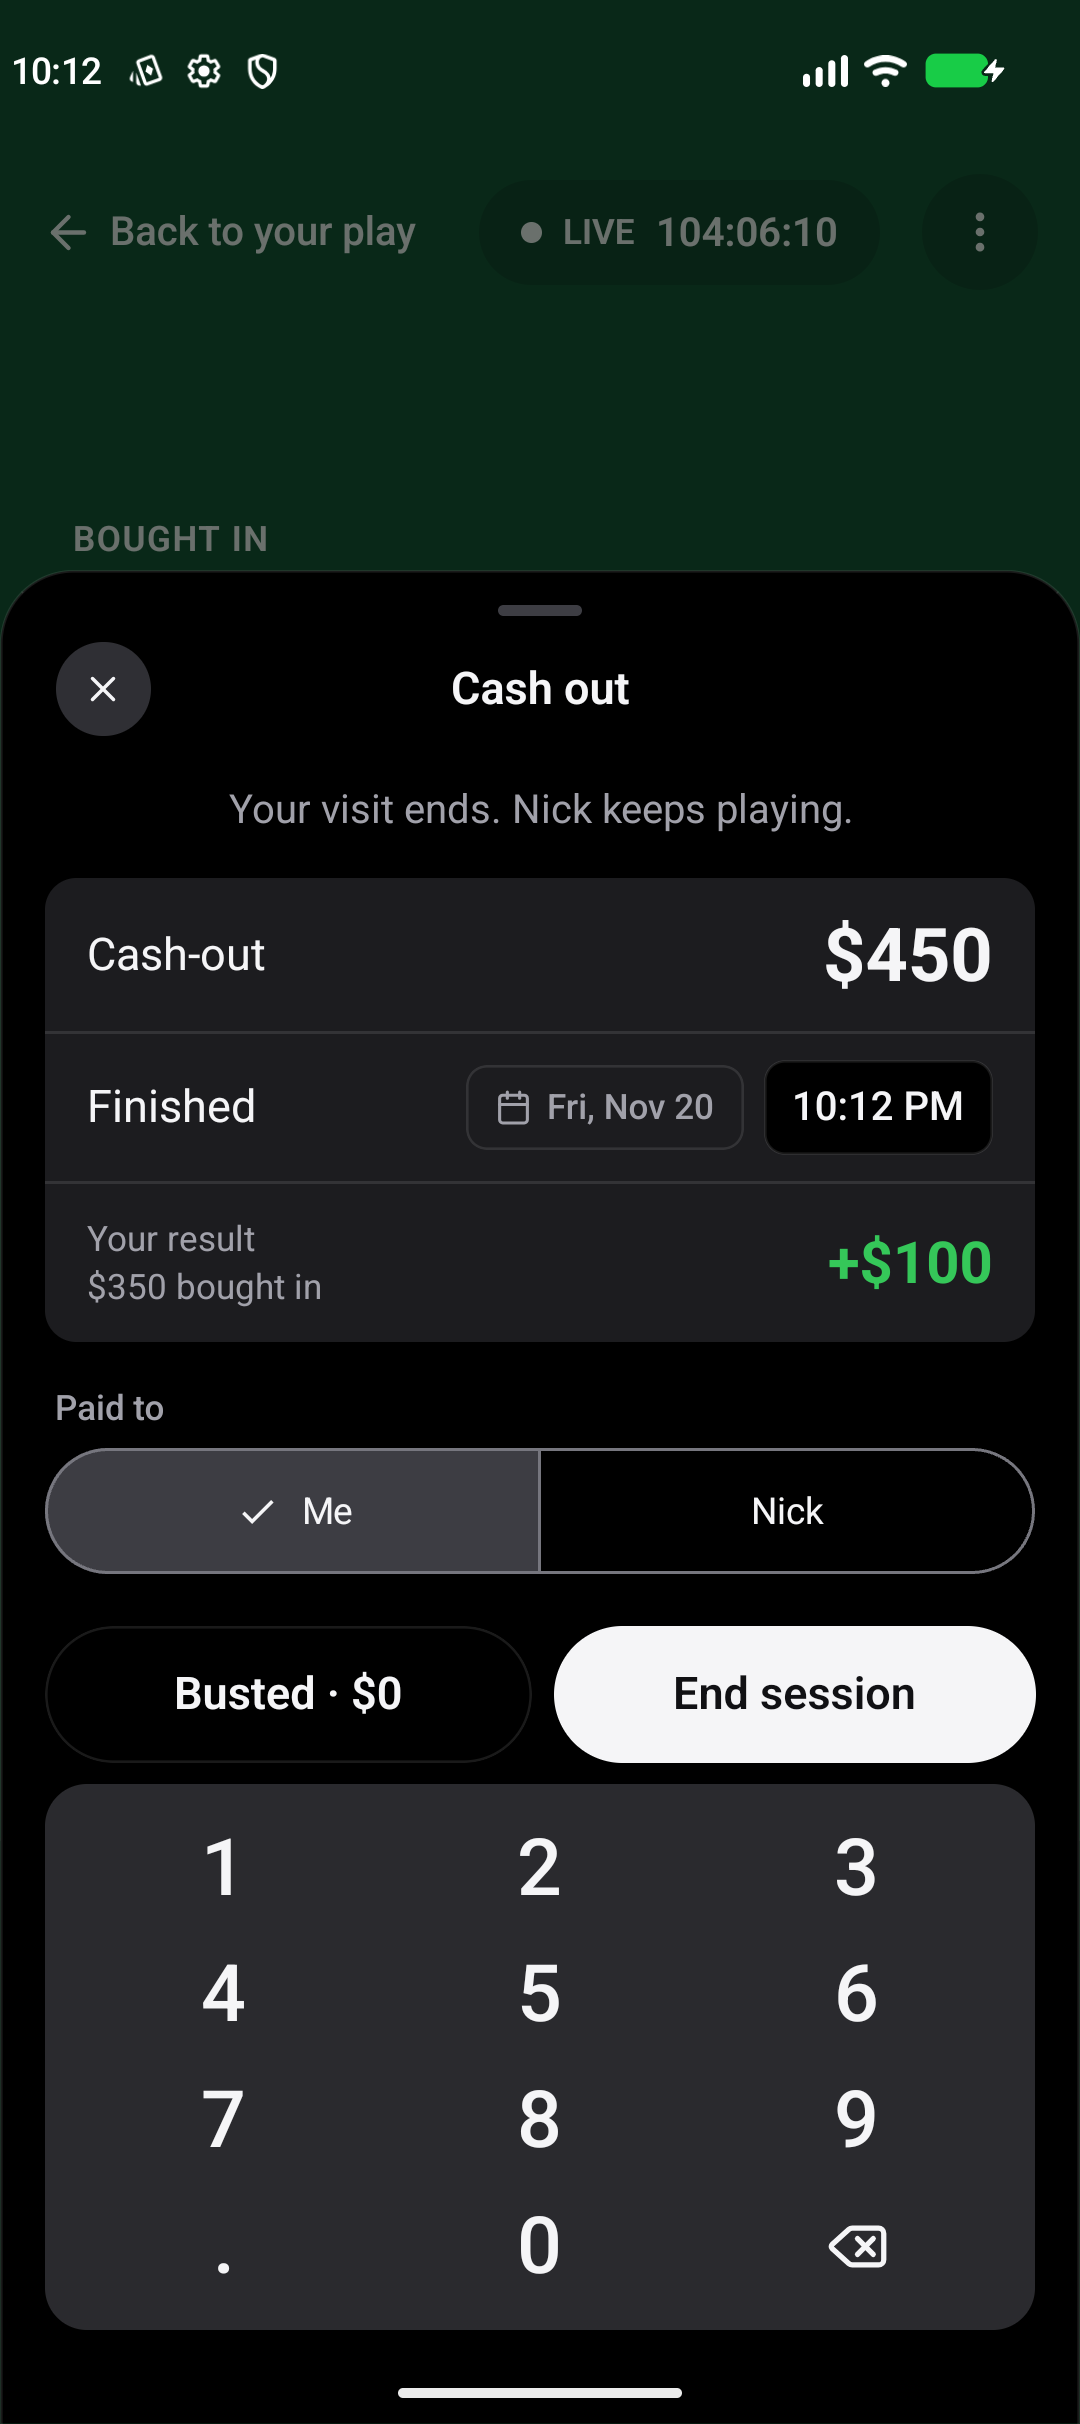 10:12
Back to your play
LIVE 104:06:10
BOUGHT IN
Cash out
Your visit ends. Nick keeps playing.
Cash-out $450
Finished Fri, Nov 20 10:12 PM
Your result
$350 bought in
+$100
Paid to
Me Nick
Busted · $0 End session
1 2 3
4 5 6
7 8 9
. 0